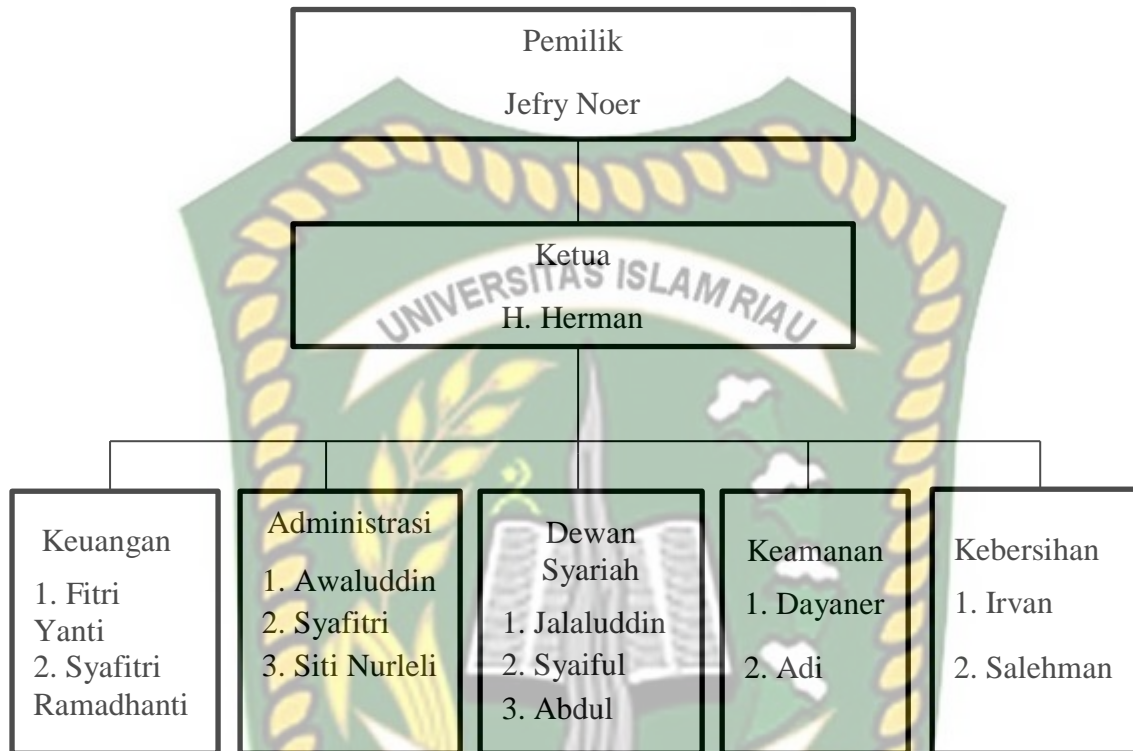 Pemilik
Jefry Noer
Ketua
UNIVERSITAS ISLAM RIAU
H. Herman
Keuangan
1. Fitri
Yanti
2. Syafitri
Ramadhanti
Administrasi
1. Awaluddin
2. Syafitri
3. Siti Nurleli
Dewan
Syariah
1. Jalaluddin
2. Syaiful
3. Abdul
Keamanan
1. Dayaner
2. Adi
Kebersihan
1. Irvan
2. Salehman